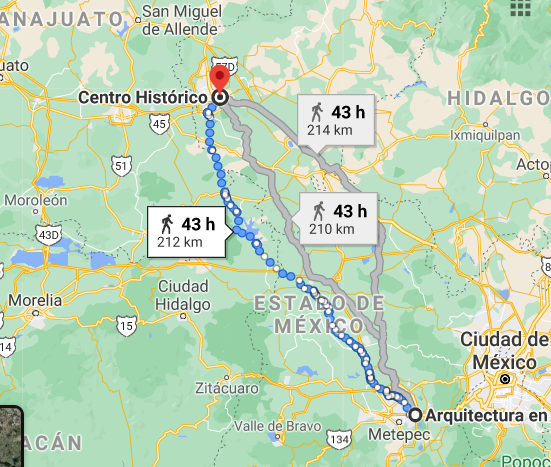 ANAJUATO
San Miguel
de Allende
57D
Centro Histórico
45
43 h
214 km
HIDALGO
Ixmiquilpan
51
Acto
Moroleón
43D
43 h
212 km
43 h
210 km
Morelia
Ciudad
Hidalgo
15
14
ESTADO DE
MÉXICO
Ciudad de
México
Zitácuaro
Arquitectura en
Valle de Bravo
134
Metepec
ACÁN
Popoc